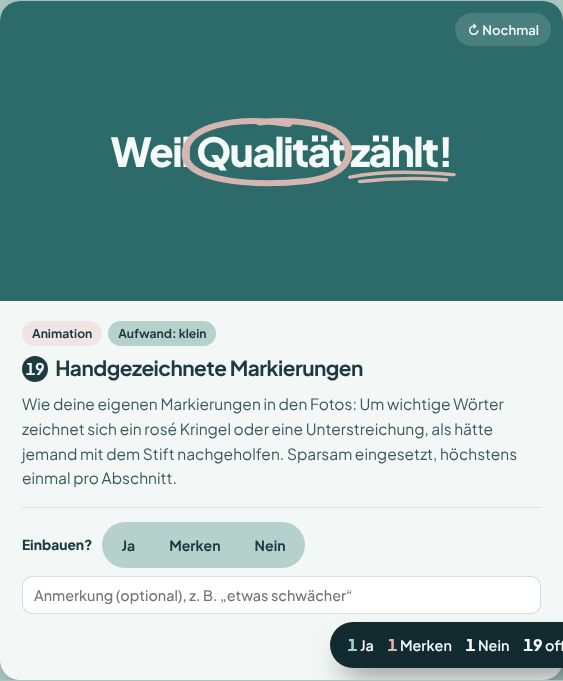 ↻ Nochmal
Weil Qualität zählt!
Animation
Aufwand: klein
19 Handgezeichnete Markierungen
Wie deine eigenen Markierungen in den Fotos: Um wichtige Wörter
zeichnet sich ein rosé Kringel oder eine Unterstreichung, als hätte
jemand mit dem Stift nachgeholfen. Sparsam eingesetzt, höchstens
einmal pro Abschnitt.
Einbauen?
Ja
Merken
Nein
Anmerkung (optional), z. B. „etwas schwächer“
1 Ja 1 Merken 1 Nein 19